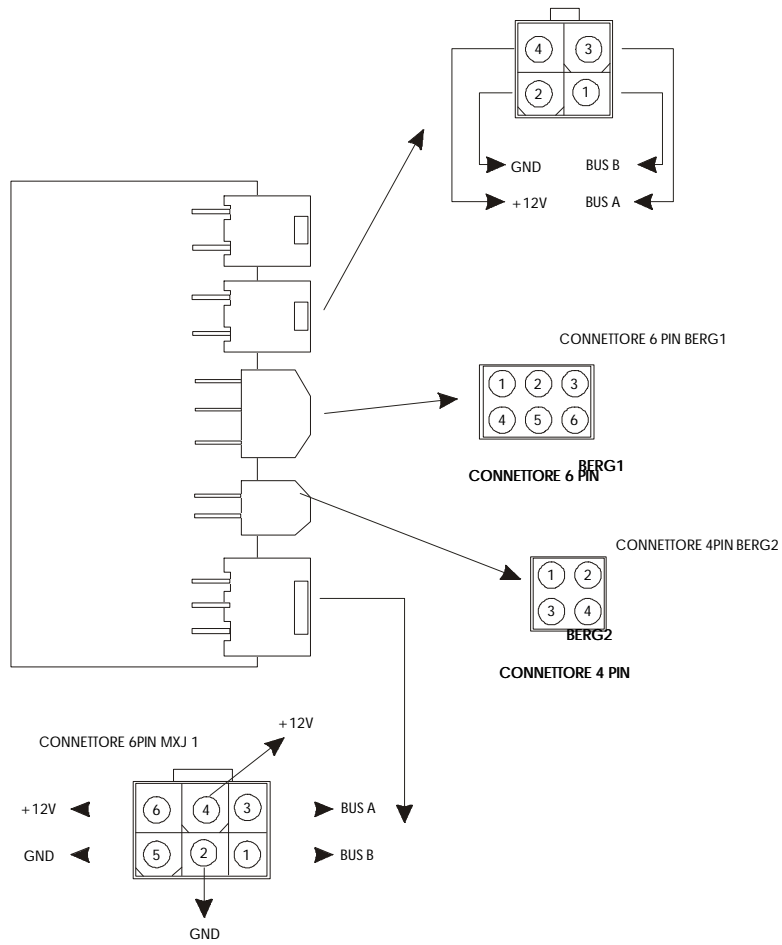 4 3
2 1
GND BUS B
+12V BUS A
CONNETTORE 6 PIN BERG1
1 2 3
4 5 6
BERG1
CONNETTORE 6 PIN
CONNETTORE 4PIN BERG2
1 2
3 4
BERG2
CONNETTORE 4 PIN
+12V
CONNETTORE 6PIN MXJ 1
+12V 6 4 3 BUS A
GND 5 2 1 BUS B
GND